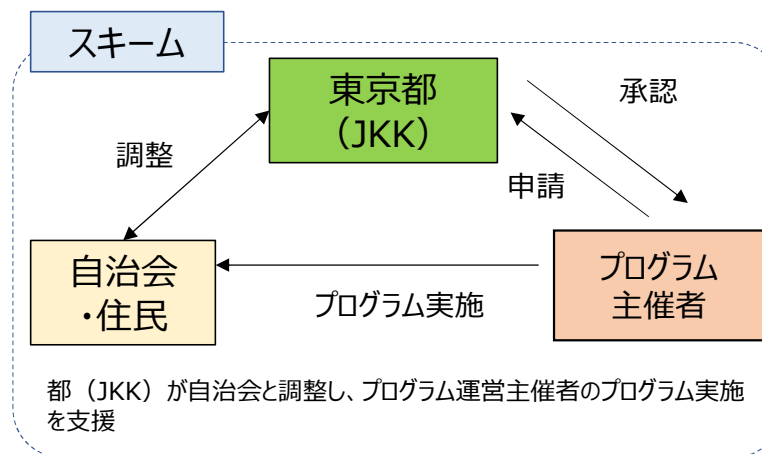 スキーム
東京都
（JKK）
承認
調整
申請
自治会
・住民
プログラム
主催者
プログラム実施
都（JKK）が自治会と調整し、プログラム運営主催者のプログラム実施
を支援